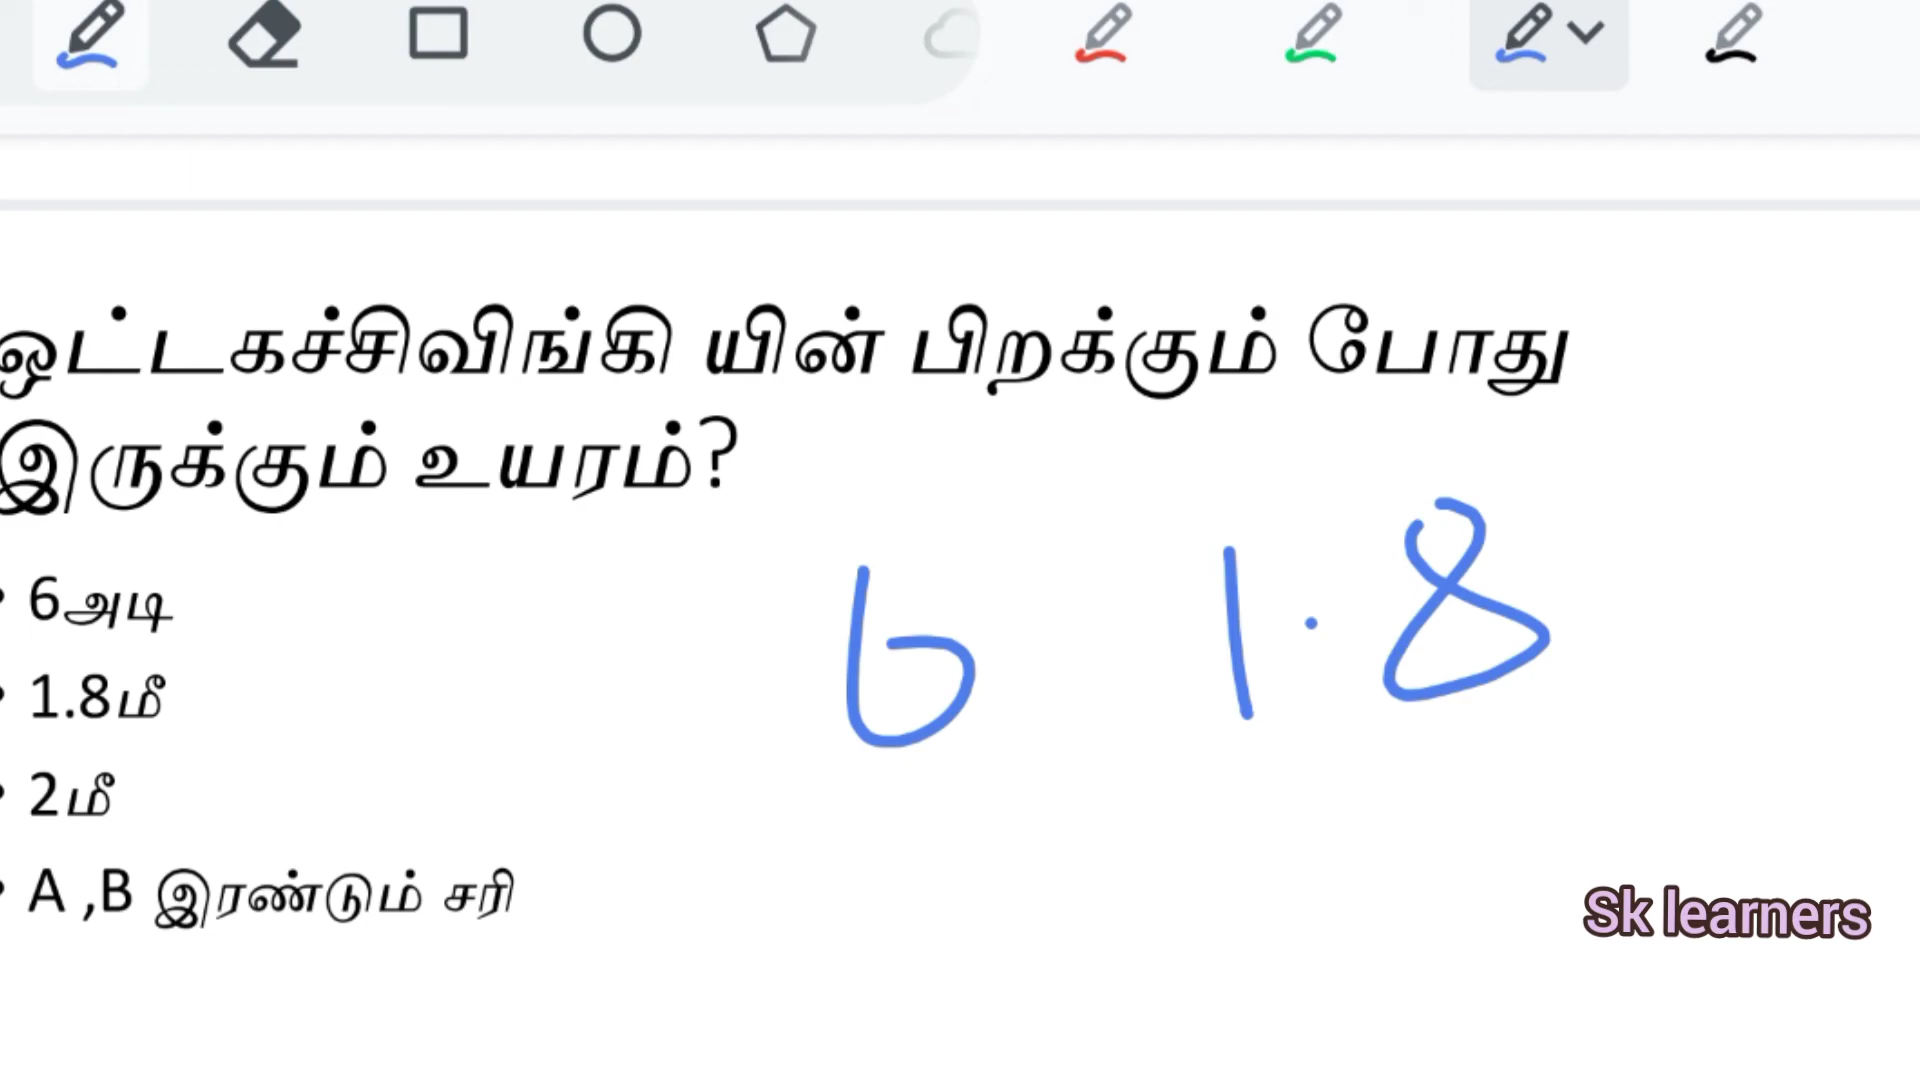 ஒட்டகச்சிவிங்கி யின் பிறக்கும் போது
இருக்கும் உயரம்?
6 1.8
• 6அடி
• 1.8மீ
• 2மீ
• A ,B இரண்டும் சரி
Sk learners